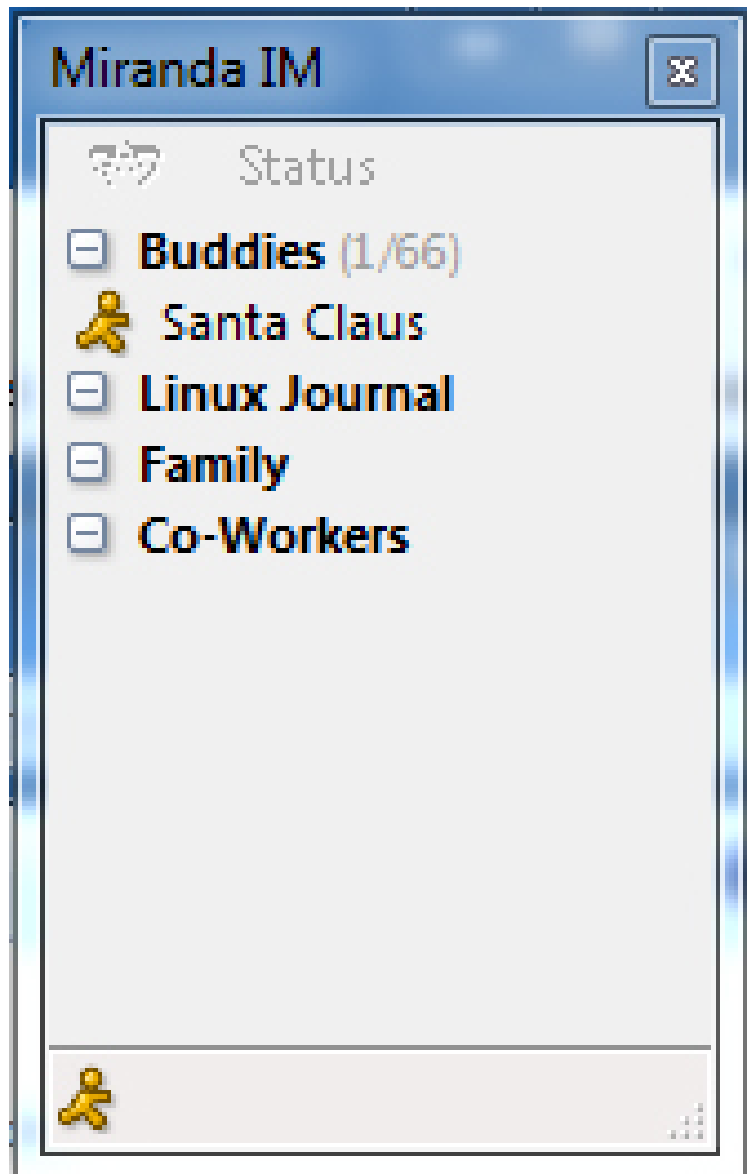 Miranda IM
Status
Buddies (1/66)
Santa Claus
Linux Journal
Family
Co-Workers